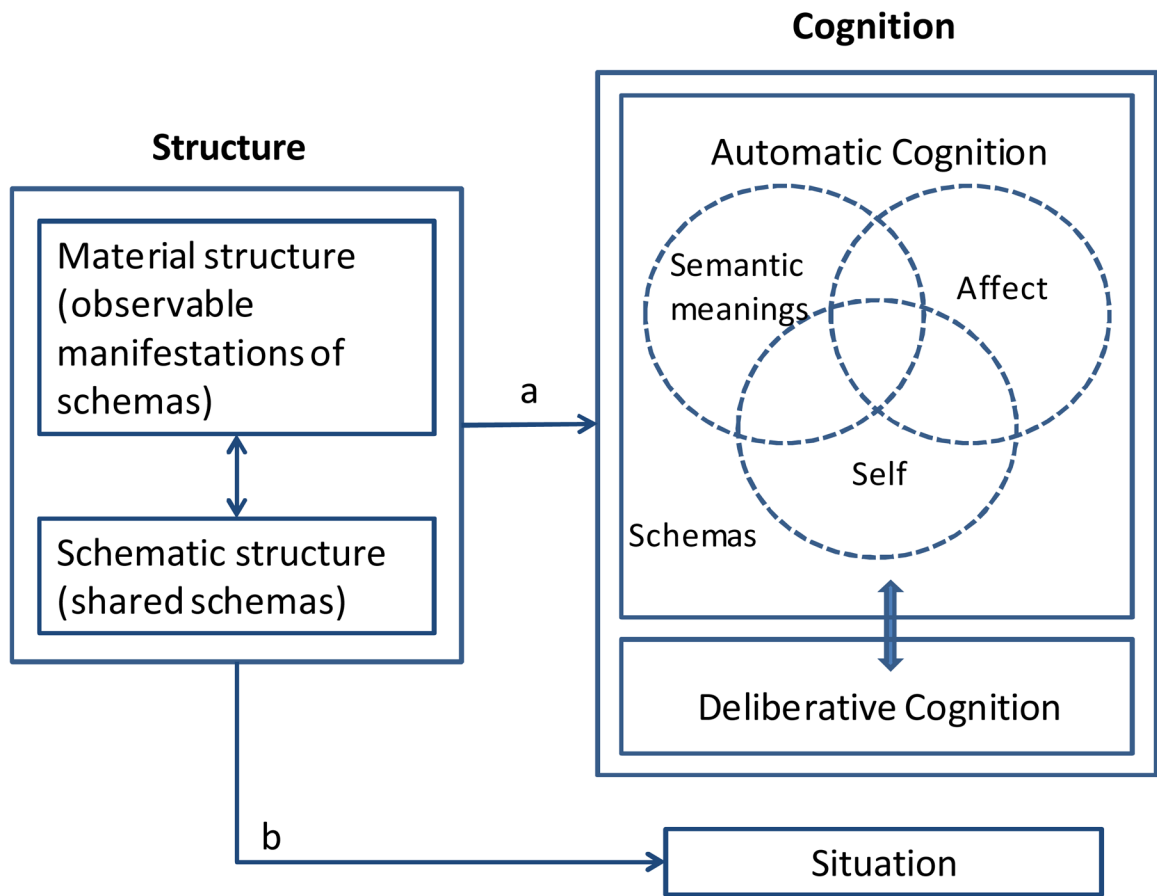 Cognition
Structure
Automatic Cognition
Material structure
(observable
manifestations of
schemas)
Semantic
meanings
Affect
a
Self
Schemas
Schematic structure
(shared schemas)
Deliberative Cognition
b
Situation